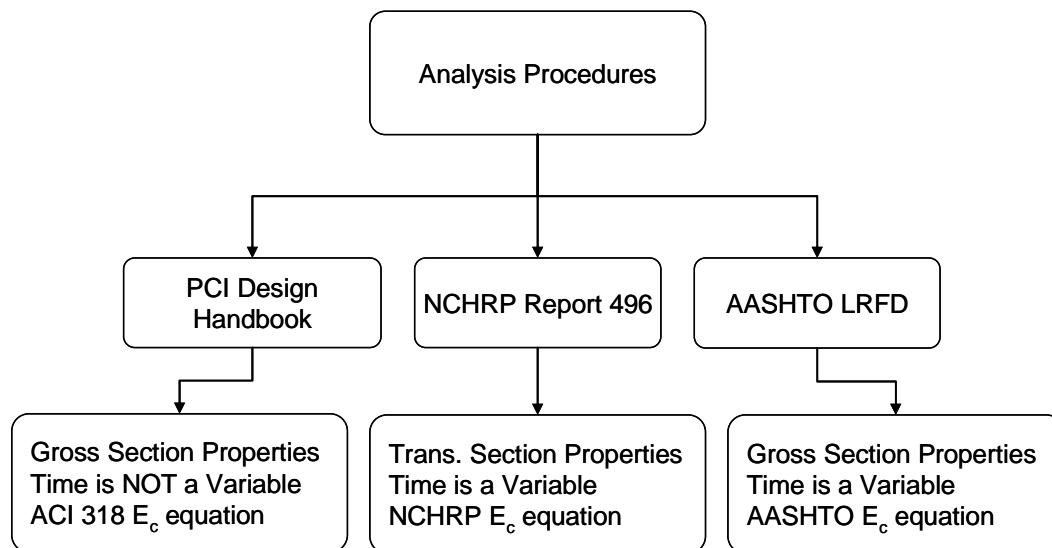 Analysis Procedures
PCI Design
Handbook
NCHRP Report 496
AASHTO LRFD
Gross Section Properties
Time is NOT a Variable
ACI 318 Ec equation
Trans. Section Properties
Time is a Variable
NCHRP Ec equation
Gross Section Properties
Time is a Variable
AASHTO Ec equation